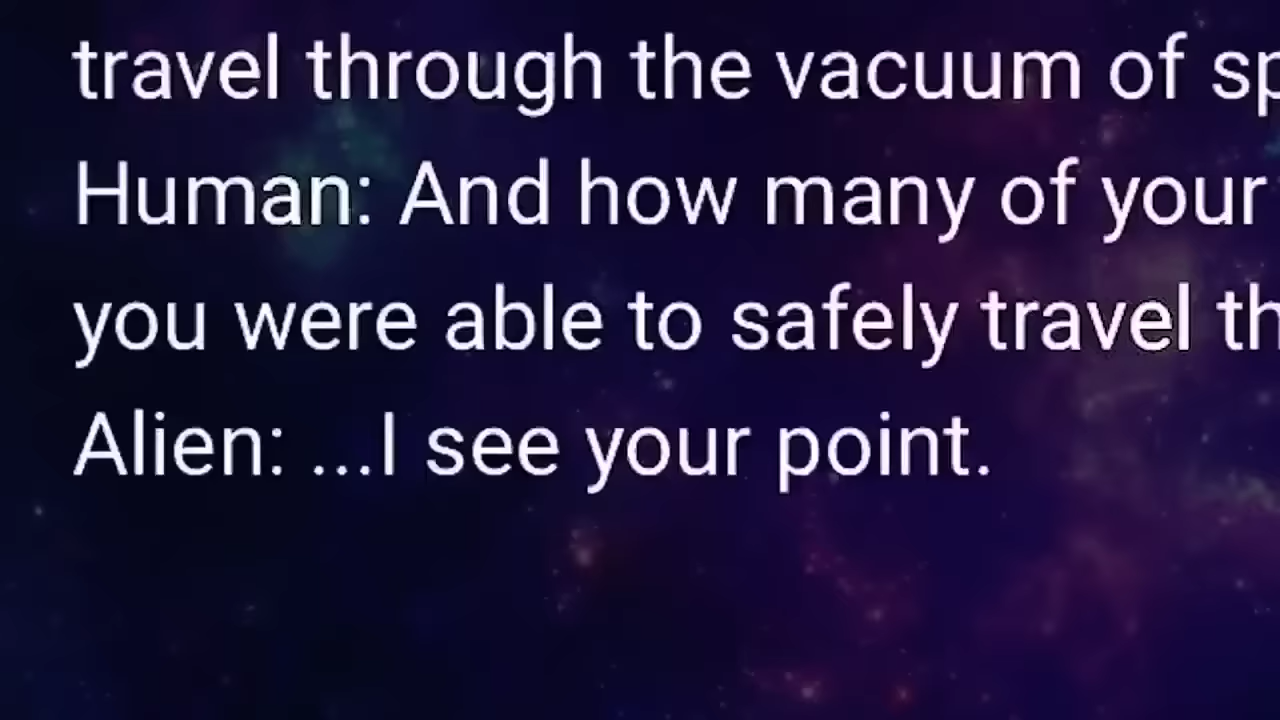 travel through the vacuum of sp
Human: And how many of your
you were able to safely travel th
Alien: ...I see your point.